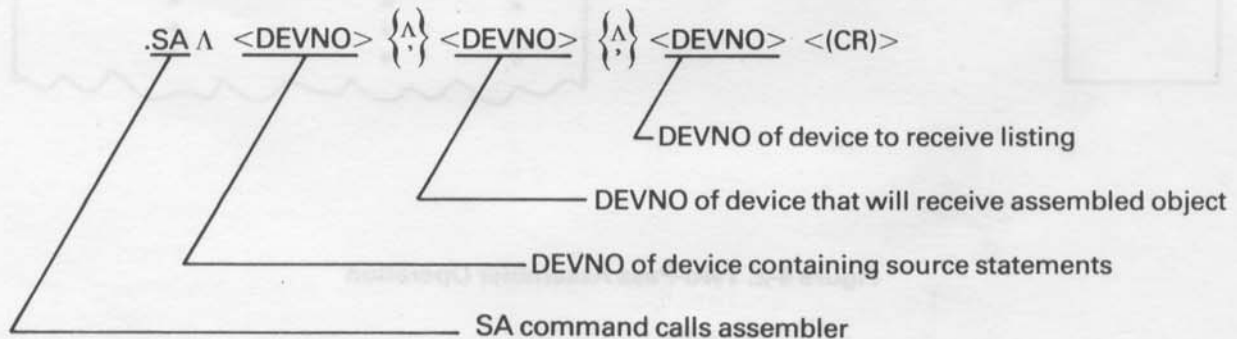 .SA Λ <DEVNO> {Λ ,} <DEVNO> {Λ ,} <DEVNO> <(CR)>
DEVNO of device to receive listing
DEVNO of device that will receive assembled object
DEVNO of device containing source statements
SA command calls assembler